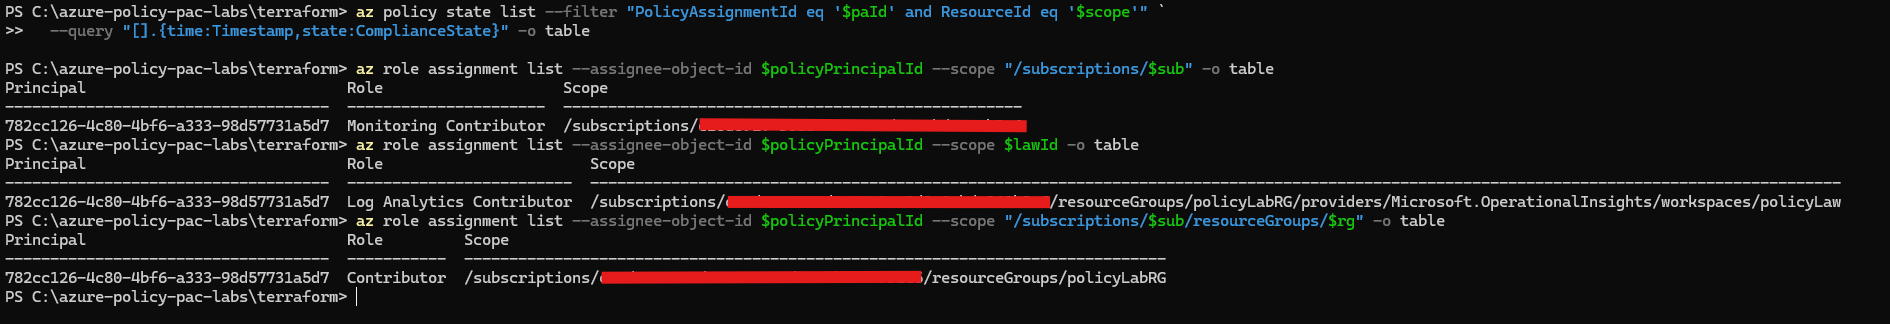 PS C:\azure-policy-pac-labs\terraform> az policy state list --filter "PolicyAssignmentId eq '$paId' and ResourceId eq '$scope'" `
>>   --query "[].{time:Timestamp,state:ComplianceState}" -o table
PS C:\azure-policy-pac-labs\terraform> az role assignment list --assignee-object-id $policyPrincipalId --scope "/subscriptions/$sub" -o table
Principal                             Role                    Scope
------------------------------------  ----------------------  ---------------------------------------------------
782cc126-4c80-4bf6-a333-98d57731a5d7  Monitoring Contributor  /subscriptions/
PS C:\azure-policy-pac-labs\terraform> az role assignment list --assignee-object-id $policyPrincipalId --scope $lawId -o table
Principal                             Role                       Scope
------------------------------------  -------------------------  -------------------------------------------------------------------------------------------------------------------------------------------
782cc126-4c80-4bf6-a333-98d57731a5d7  Log Analytics Contributor  /subscriptions/ /resourceGroups/policyLabRG/providers/Microsoft.OperationalInsights/workspaces/policyLaw
PS C:\azure-policy-pac-labs\terraform> az role assignment list --assignee-object-id $policyPrincipalId --scope "/subscriptions/$sub/resourceGroups/$rg" -o table
Principal                             Role         Scope
------------------------------------  -----------  ------------------------------------------------------------------------------
782cc126-4c80-4bf6-a333-98d57731a5d7  Contributor  /subscriptions/ /resourceGroups/policyLabRG
PS C:\azure-policy-pac-labs\terraform>